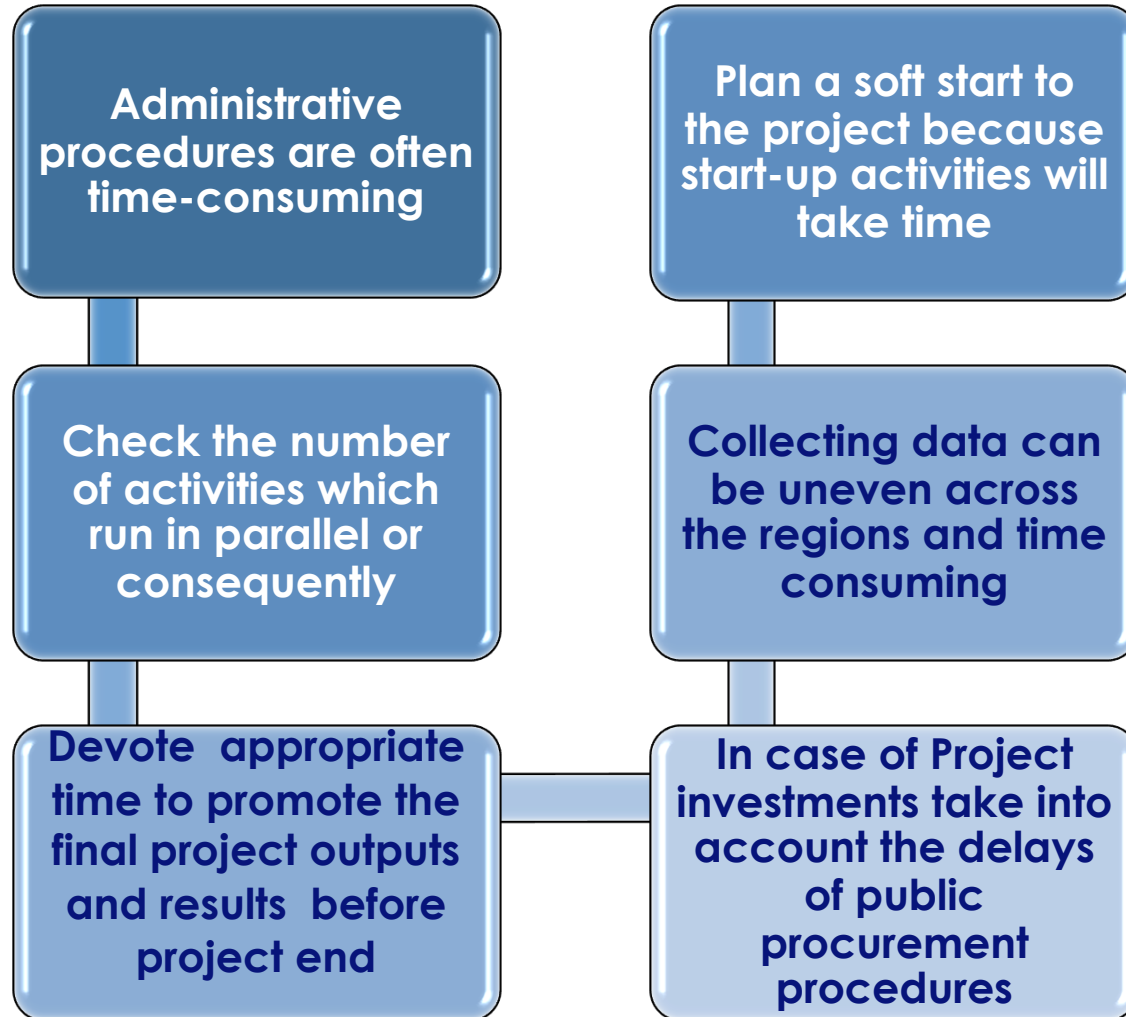 Administrative
procedures are often
time-consuming
Check the number
of activities which
run in parallel or
consequently
Devote appropriate
time to promote the
final project outputs
and results before
project end
In case of Project
investments take into
account the delays
of public
procurement
procedures
Collecting data can
be uneven across
the regions and time
consuming
Plan a soft start to
the project because
start-up activities will
take time